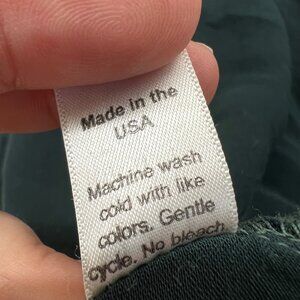 Made in the
USA
Machine wash
cold with like
colors. Gentle
cycle. No bleach